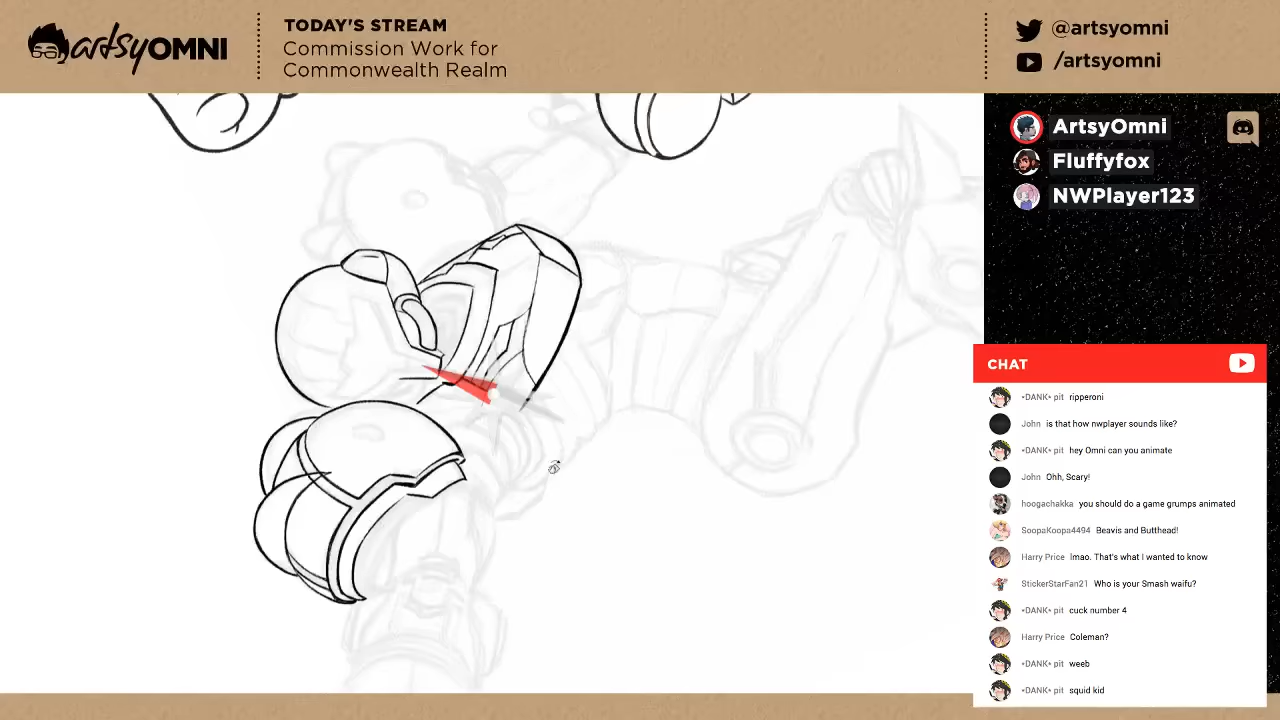 artsyOMNI
TODAY'S STREAM
Commission Work for
Commonwealth Realm
@artsyomni
/artsyomni
ArtsyOmni
Fluffyfox
NWPlayer123
CHAT
*DANK* pit ripperoni
John is that how nwplayer sounds like?
*DANK* pit hey Omni can you animate
John Ohh, Scary!
hoogachakka you should do a game grumps animated
SoopaKoopa4494 Beavis and Butthead!
Harry Price lmao. That's what I wanted to know
StickerStarFan21 Who is your Smash waifu?
*DANK* pit cuck number 4
Harry Price Coleman?
*DANK* pit weeb
*DANK* pit squid kid